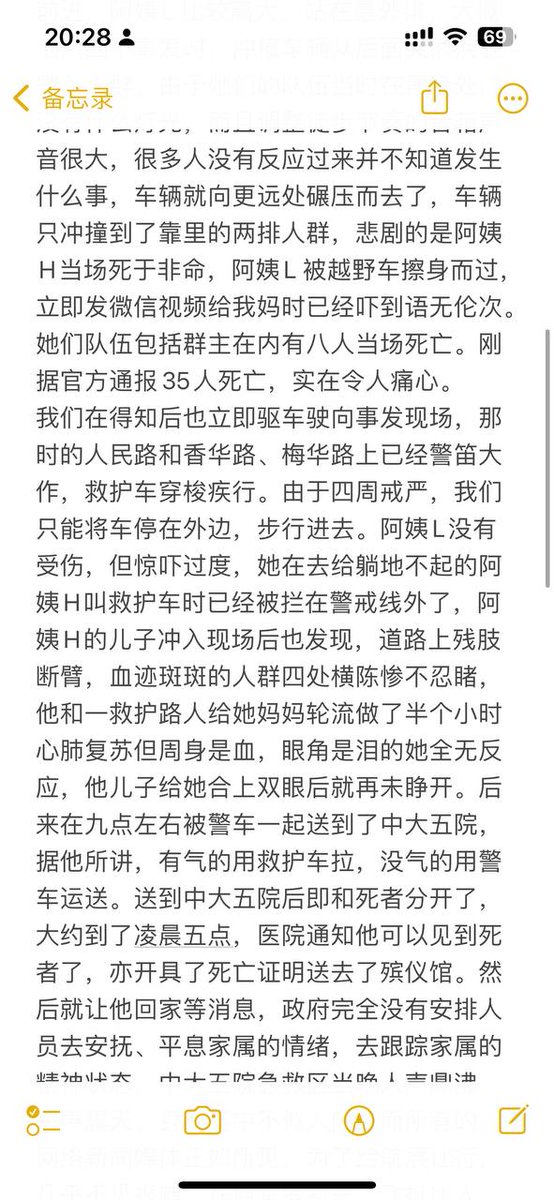 20:28
69
备忘录
音很大，很多人没有反应过来并不知道发生
什么事，车辆就向更远处碾压而去了，车辆
只冲撞到了靠里的两排人群，悲剧的是阿姨
H当场死于非命，阿姨L 被越野车擦身而过，
立即发微信视频给我妈时已经吓到语无伦次。
她们队伍包括群主在内有八人当场死亡。刚
据官方通报35人死亡，实在令人痛心。
我们在得知后也立即驱车驶向事发现场，那
时的人民路和香华路、梅华路上已经警笛大
作，救护车穿梭疾行。由于四周戒严，我们
只能将车停在外边，步行进去。阿姨L没有
受伤，但惊吓过度，她在去给躺地不起的阿
姨H叫救护车时已经被拦在警戒线外了，阿
姨H的儿子冲入现场后也发现，道路上残肢
断臂，血迹斑斑的人群四处横陈惨不忍睹，
他和一救护路人给她妈妈轮流做了半个小时
心肺复苏但周身是血，眼角是泪的她全无反
应，他儿子给她合上双眼后就再未睁开。后
来在九点左右被警车一起送到了中大五院，
据他所讲，有气的用救护车拉，没气的用警
车运送。送到中大五院后即和死者分开了，
大约到了凌晨五点，医院通知他可以见到死
者了，亦开具了死亡证明送去了殡仪馆。然
后就让他回家等消息，政府完全没有安排人
员去安抚、平息家属的情绪，去跟踪家属的
精神状态。中大五院急救区当晚人声鼎沸